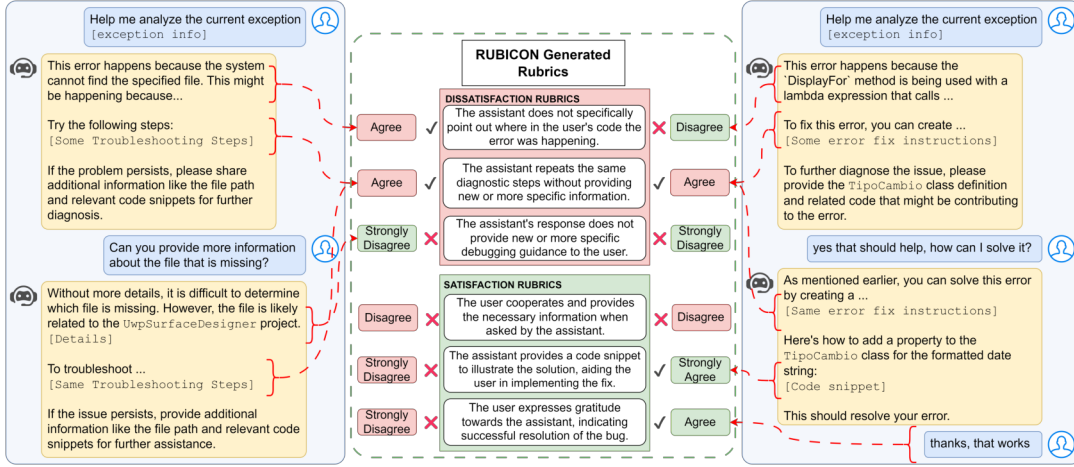 Help me analyze the current exception
[exception info]
This error happens because the system
cannot find the specified file. This might
be happening because...
Try the following steps:
[Some Troubleshooting Steps]
If the problem persists, please share
additional information like the file path
and relevant code snippets for further
diagnosis.
Can you provide more information
about the file that is missing?
Without more details, it is difficult to determine
which file is missing. However, the file is likely
related to the UwpSurfaceDesigner project.
[Details]
To troubleshoot ...
[Same Troubleshooting Steps]
If the issue persists, provide additional
information like the file path and relevant code
snippets for further assistance.
RUBICON Generated
Rubrics
DISSATISFACTION RUBRICS
Agree
The assistant does not specifically
point out where in the user's code the
error was happening.
Disagree
Agree
The assistant repeats the same
diagnostic steps without providing
new or more specific information.
Agree
Strongly
Disagree
The assistant's response does not
provide new or more specific
debugging guidance to the user.
Strongly
Disagree
SATISFACTION RUBRICS
Disagree
The user cooperates and provides
the necessary information when
asked by the assistant.
Disagree
Strongly
Disagree
The assistant provides a code snippet
to illustrate the solution, aiding the
user in implementing the fix.
Strongly
Agree
Strongly
Disagree
The user expresses gratitude
towards the assistant, indicating
successful resolution of the bug.
Agree
Help me analyze the current exception
[exception info]
This error happens because the
`DisplayFor` method is being used with a
lambda expression that calls ...
To fix this error, you can create ...
[Some error fix instructions]
To further diagnose the issue, please
provide the TipoCambio class definition
and related code that might be contributing
to the error.
yes that should help, how can I solve it?
As mentioned earlier, you can solve this error
by creating a ...
[Same error fix instructions]
Here's how to add a property to the
TipoCambio class for the formatted date
string:
[Code snippet]
This should resolve your error.
thanks, that works